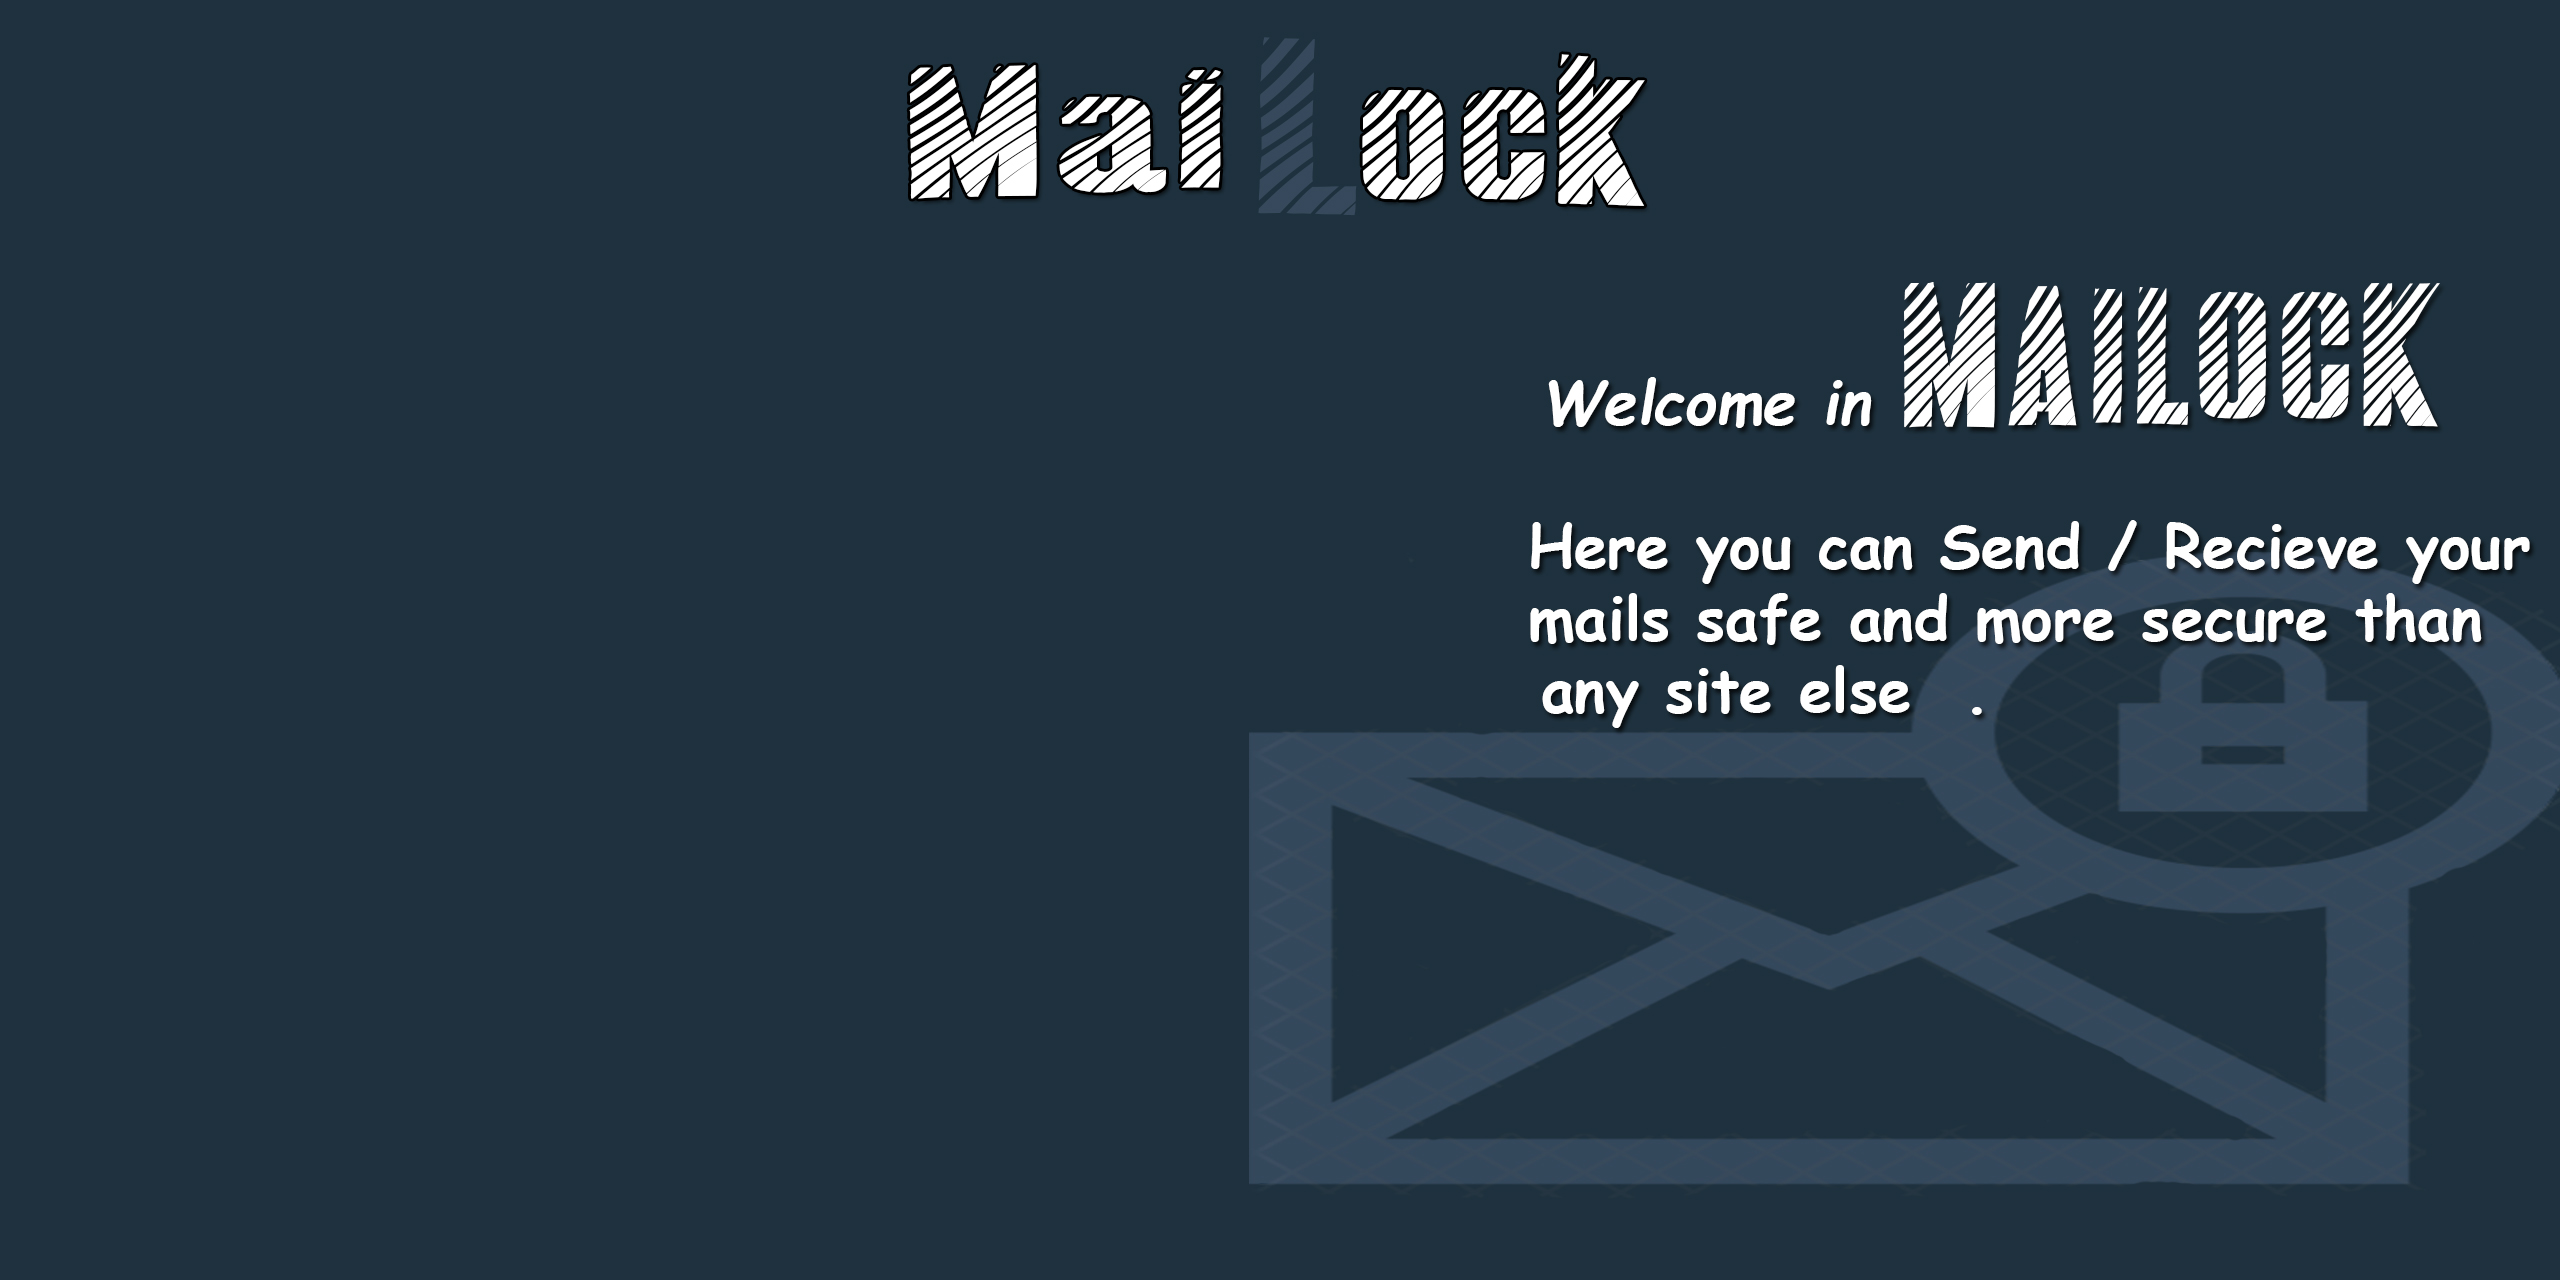 MaiLock
Welcome in MAILOCK
Here you can Send / Recieve your
mails safe and more secure than
any site else .